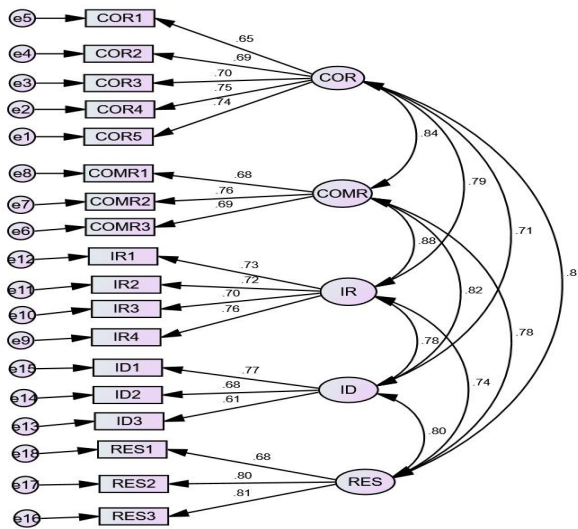 e5 COR1
.65
e4 COR2
.69
e3 COR3 .70 COR
.75
e2 COR4
.74
e1 COR5
.84
e8 COMR1 .68
.79
e7 COMR2 .76 COMR
.69
e6 COMR3
.71
.88
e12 IR1
.73
.8
e11 IR2 .72 IR .82
e10 IR3 .70
.76
e9 IR4 .78 .78
e15 ID1 .77
.74
e14 ID2 .68 ID
.61
e13 ID3
.80
e18 RES1 .68
e17 RES2 .80 RES
.81
e16 RES3